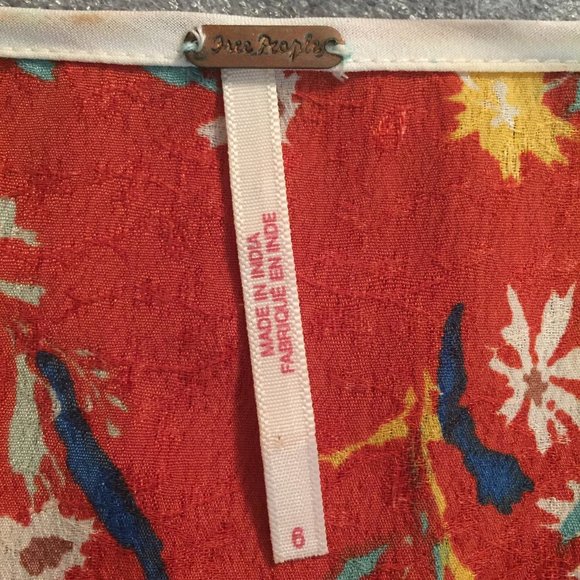 Free People
MADE IN INDIA
FABRIQUÉ EN INDE
6